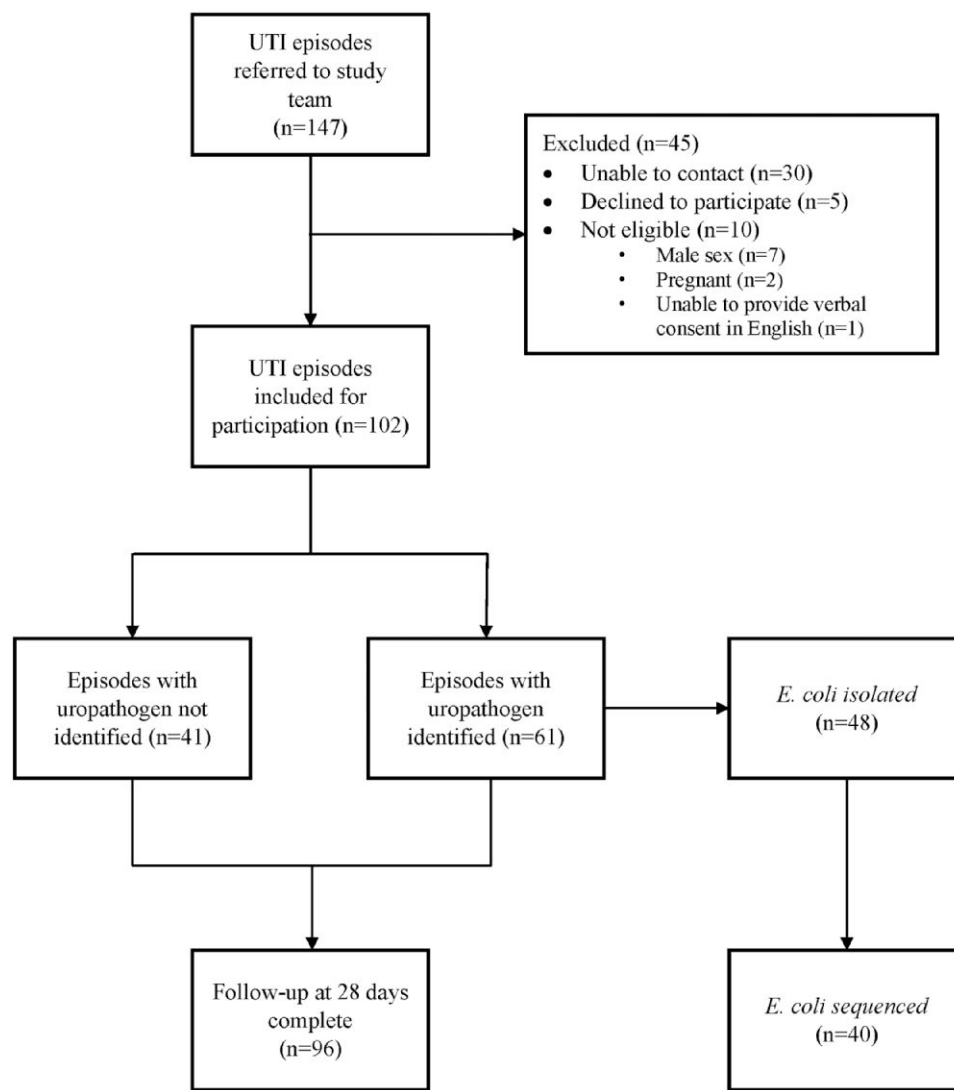 UTI episodes
referred to study
team
(n=147)
Excluded (n=45)
• Unable to contact (n=30)
• Declined to participate (n=5)
• Not eligible (n=10)
• Male sex (n=7)
• Pregnant (n=2)
• Unable to provide verbal
consent in English (n=1)
UTI episodes
included for
participation (n=102)
Episodes with
uropathogen not
identified (n=41)
Episodes with
uropathogen
identified (n=61)
E. coli isolated
(n=48)
Follow-up at 28 days
complete
(n=96)
E. coli sequenced
(n=40)